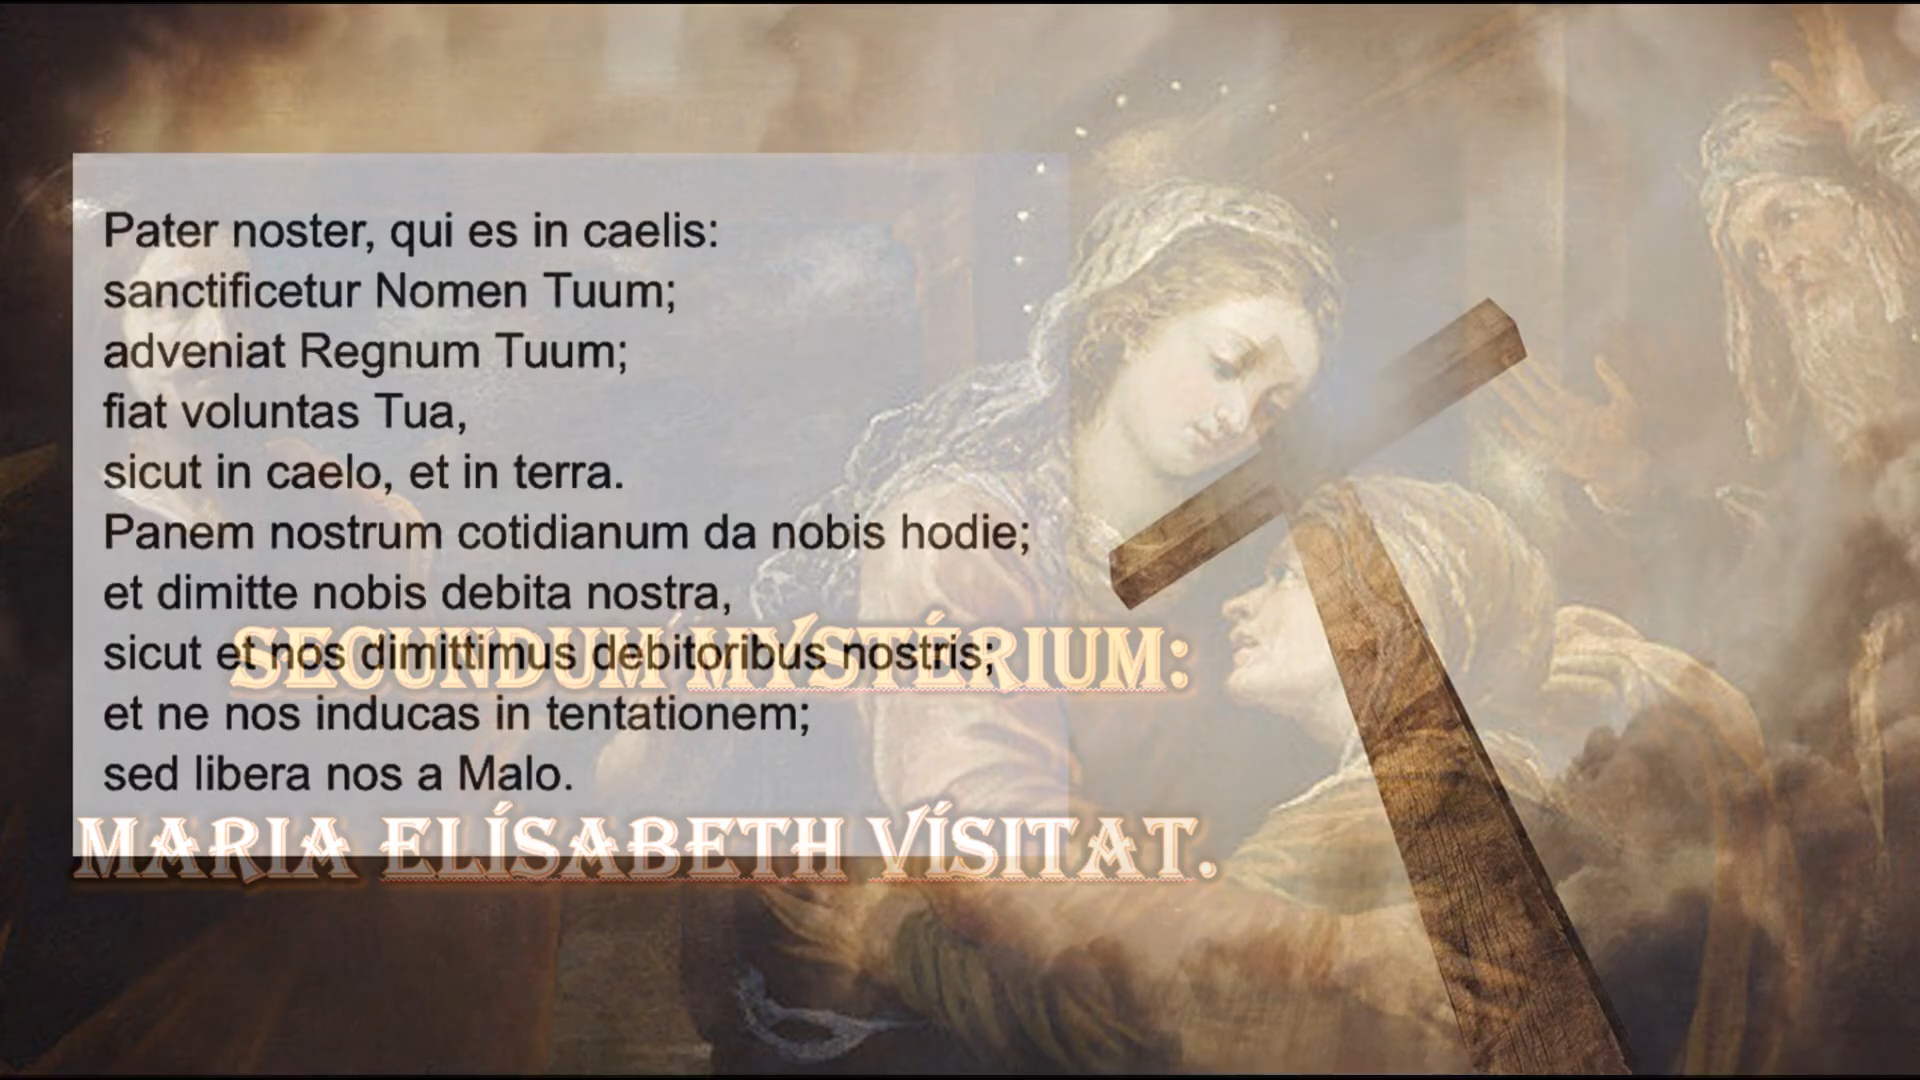 Pater noster, qui es in caelis:
sanctificetur Nomen Tuum;
adveniat Regnum Tuum;
fiat voluntas Tua,
sicut in caelo, et in terra.
Panem nostrum cotidianum da nobis hodie;
et dimitte nobis debita nostra,
sicut et nos dimittimus debitoribus nostris;
et ne nos inducas in tentationem;
sed libera nos a Malo.
SECUNDUM MYSTÉRIUM:
MARIA ELÍSABETH VÍSITAT.